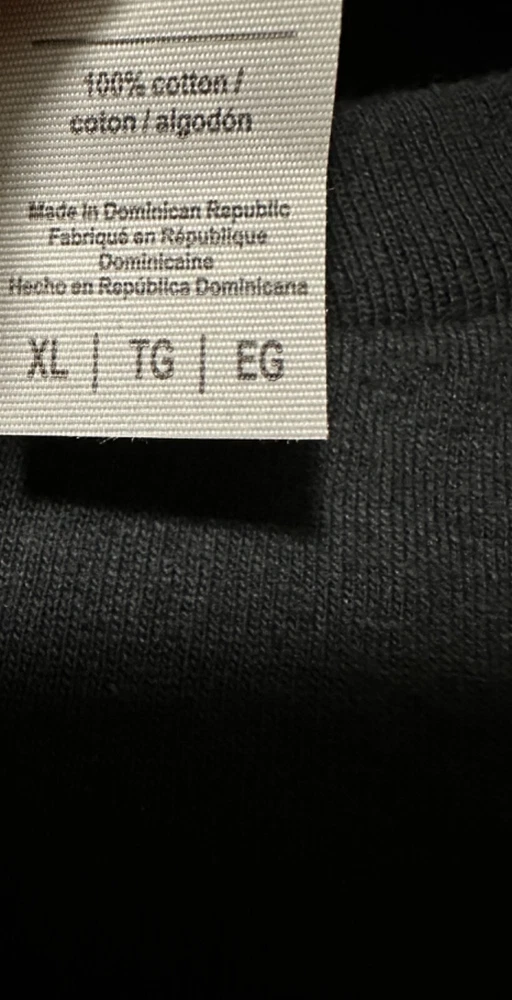 100% cotton /
coton / algodón
Made in Dominican Republic
Fabriqué en République
Dominicaine
Hecho en República Dominicana
XL | TG | EG